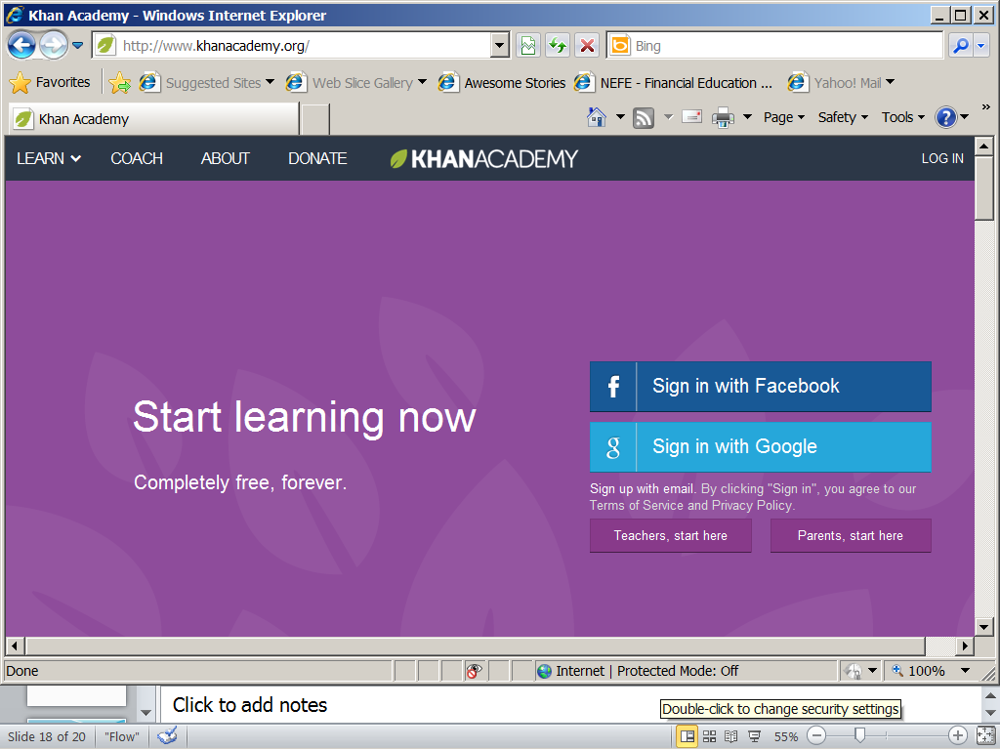 Khan Academy - Windows Internet Explorer
http://www.khanacademy.org/
Bing
Favorites
Suggested Sites
Web Slice Gallery
Awesome Stories
NEFE - Financial Education ...
Yahoo! Mail
Khan Academy
Page
Safety
Tools
?
»
LEARN
COACH
ABOUT
DONATE
KHANACADEMY
LOG IN
Start learning now
Completely free, forever.
f
Sign in with Facebook
g
Sign in with Google
Sign up with email. By clicking "Sign in", you agree to our
Terms of Service and Privacy Policy.
Teachers, start here
Parents, start here
Done
Internet | Protected Mode: Off
100%
Click to add notes
Double-click to change security settings
Slide 18 of 20
"Flow"
55%